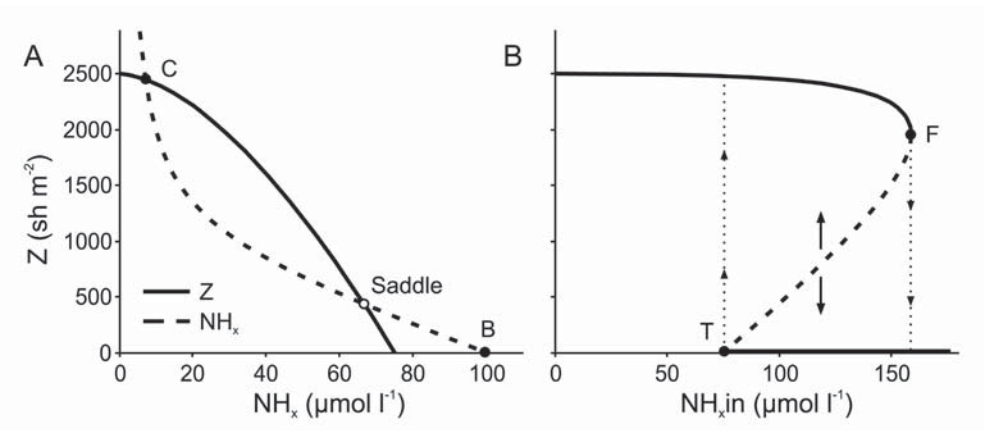 A
B
Z (sh m⁻²)
2500
2000
1500
1000
500
0
C
Saddle
B
Z
NHₓ
0 20 40 60 80 100
NHₓ (µmol l⁻¹)
F
T
0 50 100 150
NHₓin (µmol l⁻¹)